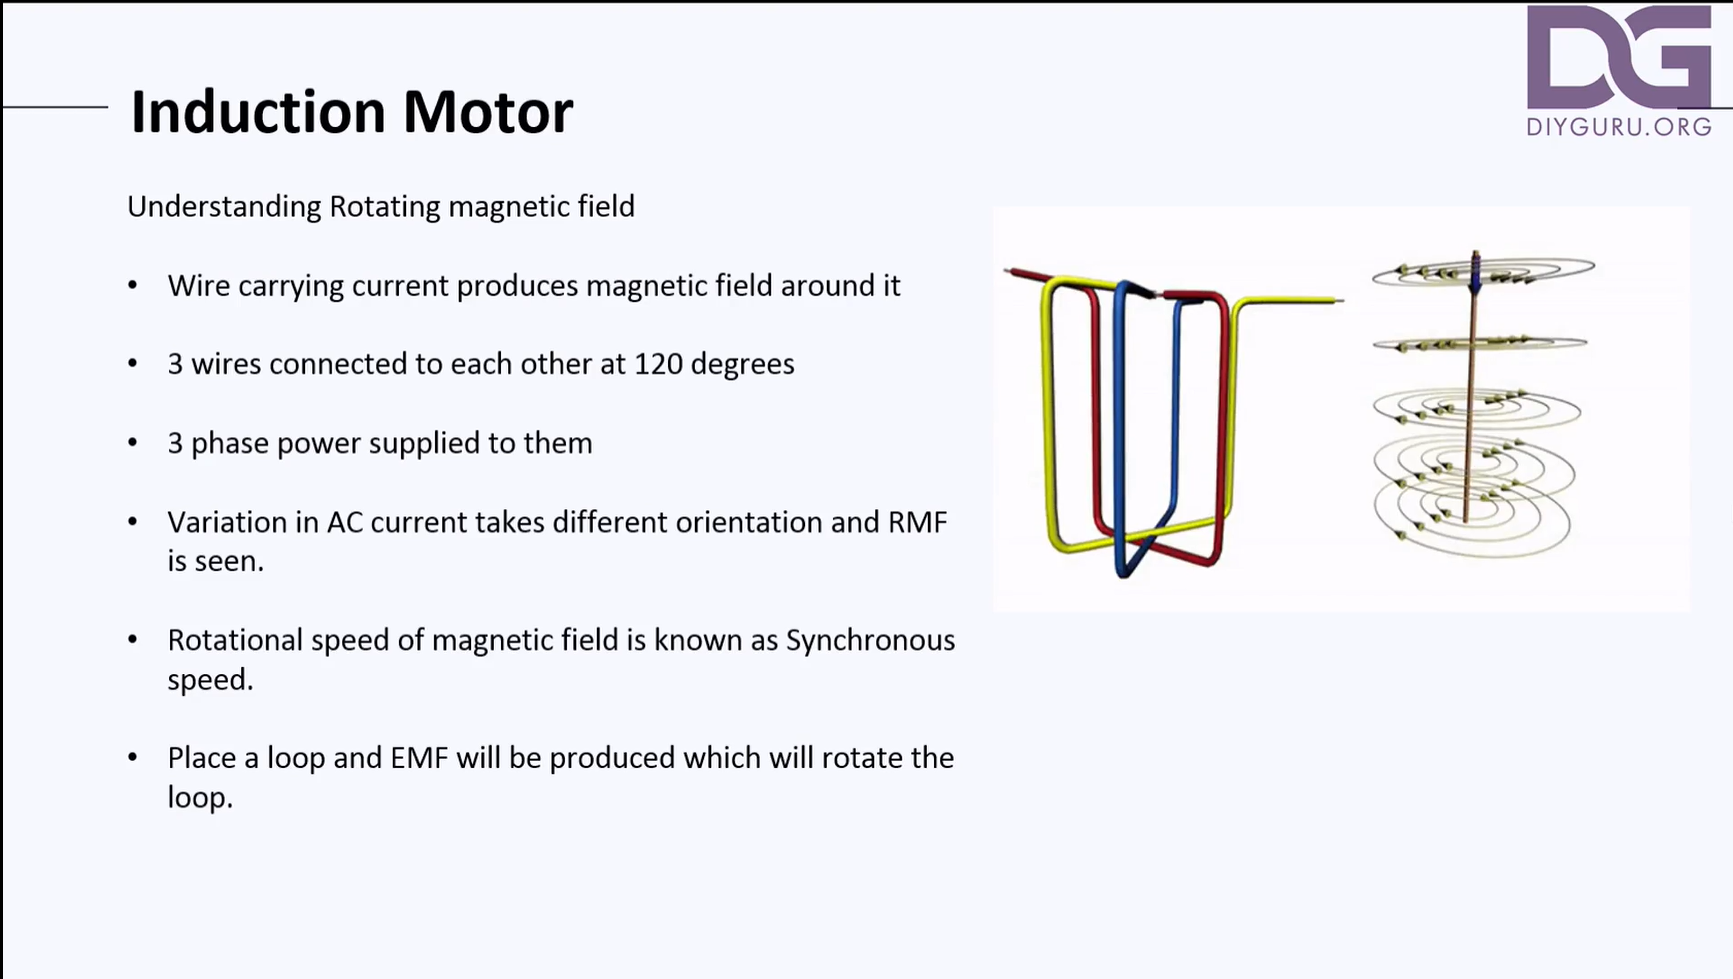 DG
DIYGURU.ORG
Induction Motor
Understanding Rotating magnetic field
• Wire carrying current produces magnetic field around it
• 3 wires connected to each other at 120 degrees
• 3 phase power supplied to them
• Variation in AC current takes different orientation and RMF
is seen.
• Rotational speed of magnetic field is known as Synchronous
speed.
• Place a loop and EMF will be produced which will rotate the
loop.